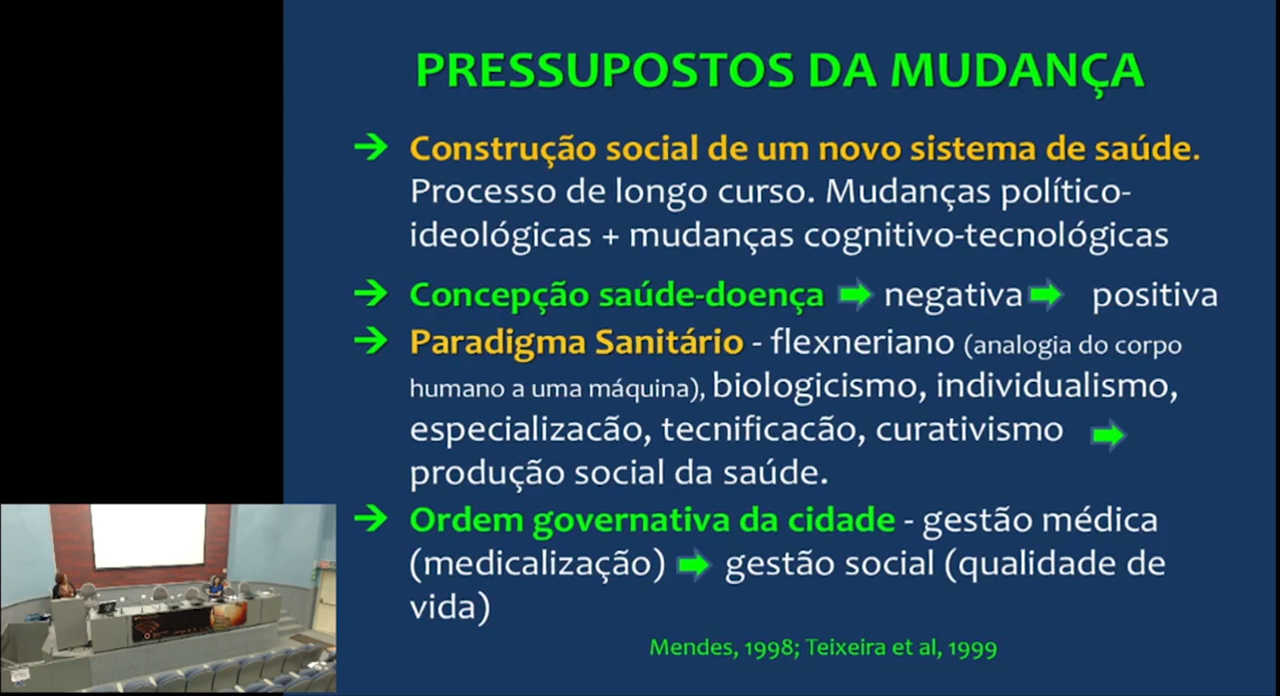 PRESSUPOSTOS DA MUDANÇA
Construção social de um novo sistema de saúde.
Processo de longo curso. Mudanças político-
ideológicas + mudanças cognitivo-tecnológicas
Concepção saúde-doença negativa positiva
Paradigma Sanitário - flexneriano (analogia do corpo
humano a uma máquina), biologicismo, individualismo,
especializacão, tecnificacão, curativismo
produção social da saúde.
Ordem governativa da cidade - gestão médica
(medicalização) gestão social (qualidade de
vida)
Mendes, 1998; Teixeira et al, 1999